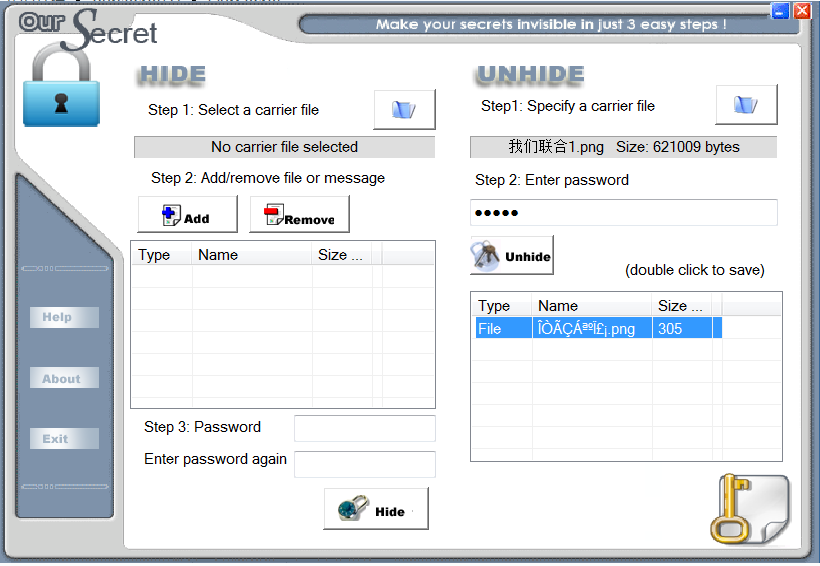 Our Secret
Make your secrets invisible in just 3 easy steps !
HIDE
Step 1: Select a carrier file
No carrier file selected
Step 2: Add/remove file or message
Add
Remove
Type Name Size ...
Step 3: Password
Enter password again
Hide
UNHIDE
Step1: Specify a carrier file
我们联合1.png Size: 621009 bytes
Step 2: Enter password
●●●●●
Unhide
(double click to save)
Type Name Size ...
File ÎÒÃÇÁªºÏ£¡.png 305
Help
About
Exit